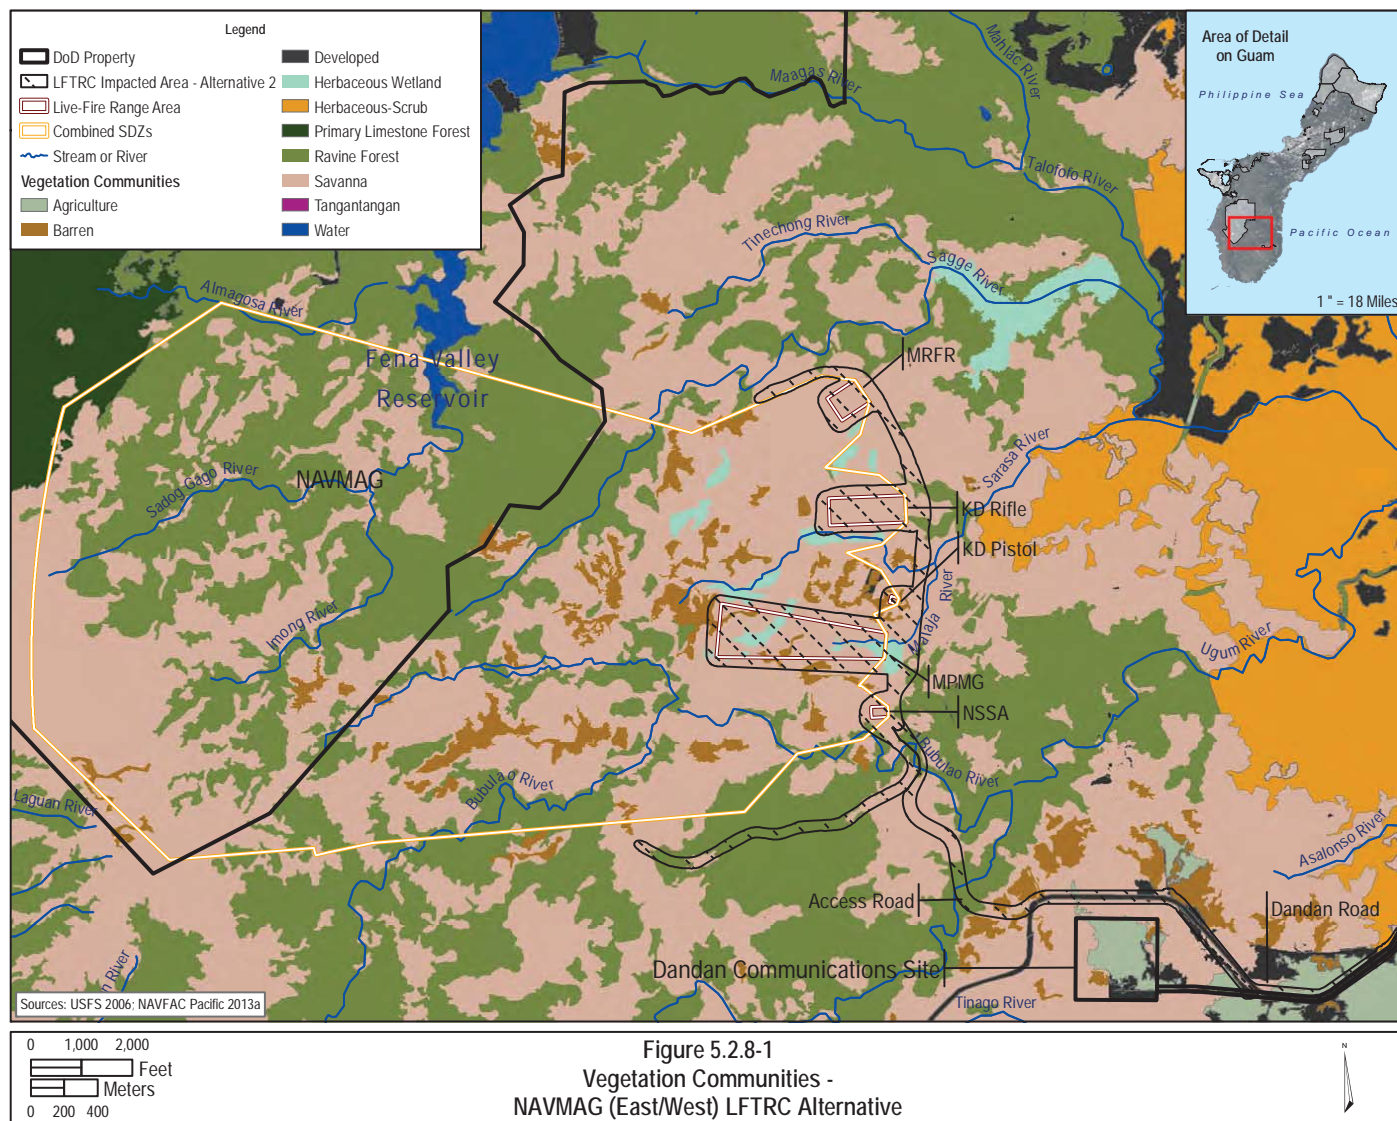 Legend
DoD Property
LFTRC Impacted Area - Alternative 2
Live-Fire Range Area
Combined SDZs
Stream or River
Vegetation Communities
Agriculture
Barren
Developed
Herbaceous Wetland
Herbaceous-Scrub
Primary Limestone Forest
Ravine Forest
Savanna
Tangantangan
Water
Area of Detail
on Guam
Philippine Sea
Pacific Ocean
1 " = 18 Miles
Maagas River
Mahlac River
Talofofo River
Tinechong River
Sagge River
Almagosa River
Fena Valley
Reservoir
MRFR
Sarasa River
Sadog Gago River
NAVMAG
KD Rifle
KD Pistol
River
Imong River
Ugum River
MPMG
NSSA
Bubulao River
Bubulao River
Laguan River
Asalonso River
Access Road
Dandan Road
Dandan Communications Site
Tinago River
River
Sources: USFS 2006; NAVFAC Pacific 2013a
0 1,000 2,000
Feet
Meters
0 200 400
Figure 5.2.8-1
Vegetation Communities -
NAVMAG (East/West) LFTRC Alternative
N